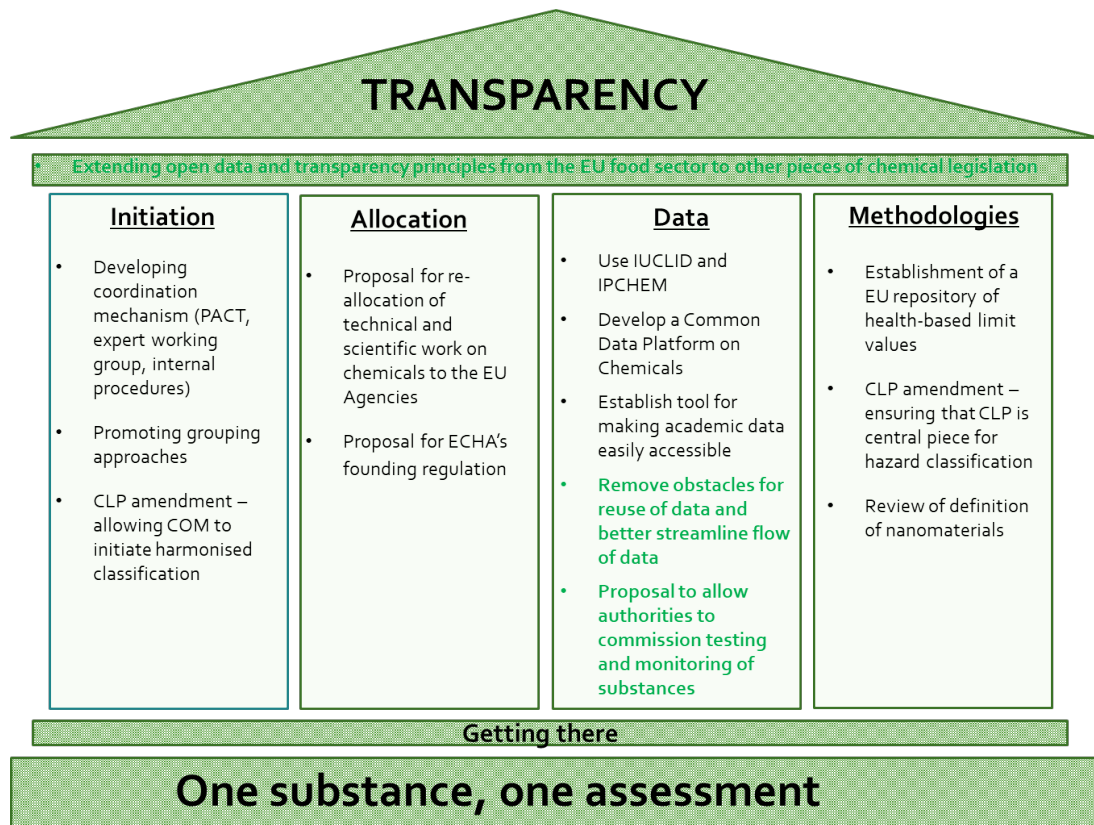 TRANSPARENCY
• Extending open data and transparency principles from the EU food sector to other pieces of chemical legislation
Initiation
• Developing
coordination
mechanism (PACT,
expert working
group, internal
procedures)
• Promoting grouping
approaches
• CLP amendment –
allowing COM to
initiate harmonised
classification
Allocation
• Proposal for re-
allocation of
technical and
scientific work on
chemicals to the EU
Agencies
• Proposal for ECHA’s
founding regulation
Data
• Use IUCLID and
IPCHEM
• Develop a Common
Data Platform on
Chemicals
• Establish tool for
making academic data
easily accessible
• Remove obstacles for
reuse of data and
better streamline flow
of data
• Proposal to allow
authorities to
commission testing
and monitoring of
substances
Methodologies
• Establishment of a
EU repository of
health-based limit
values
• CLP amendment –
ensuring that CLP is
central piece for
hazard classification
• Review of definition
of nanomaterials
Getting there
One substance, one assessment